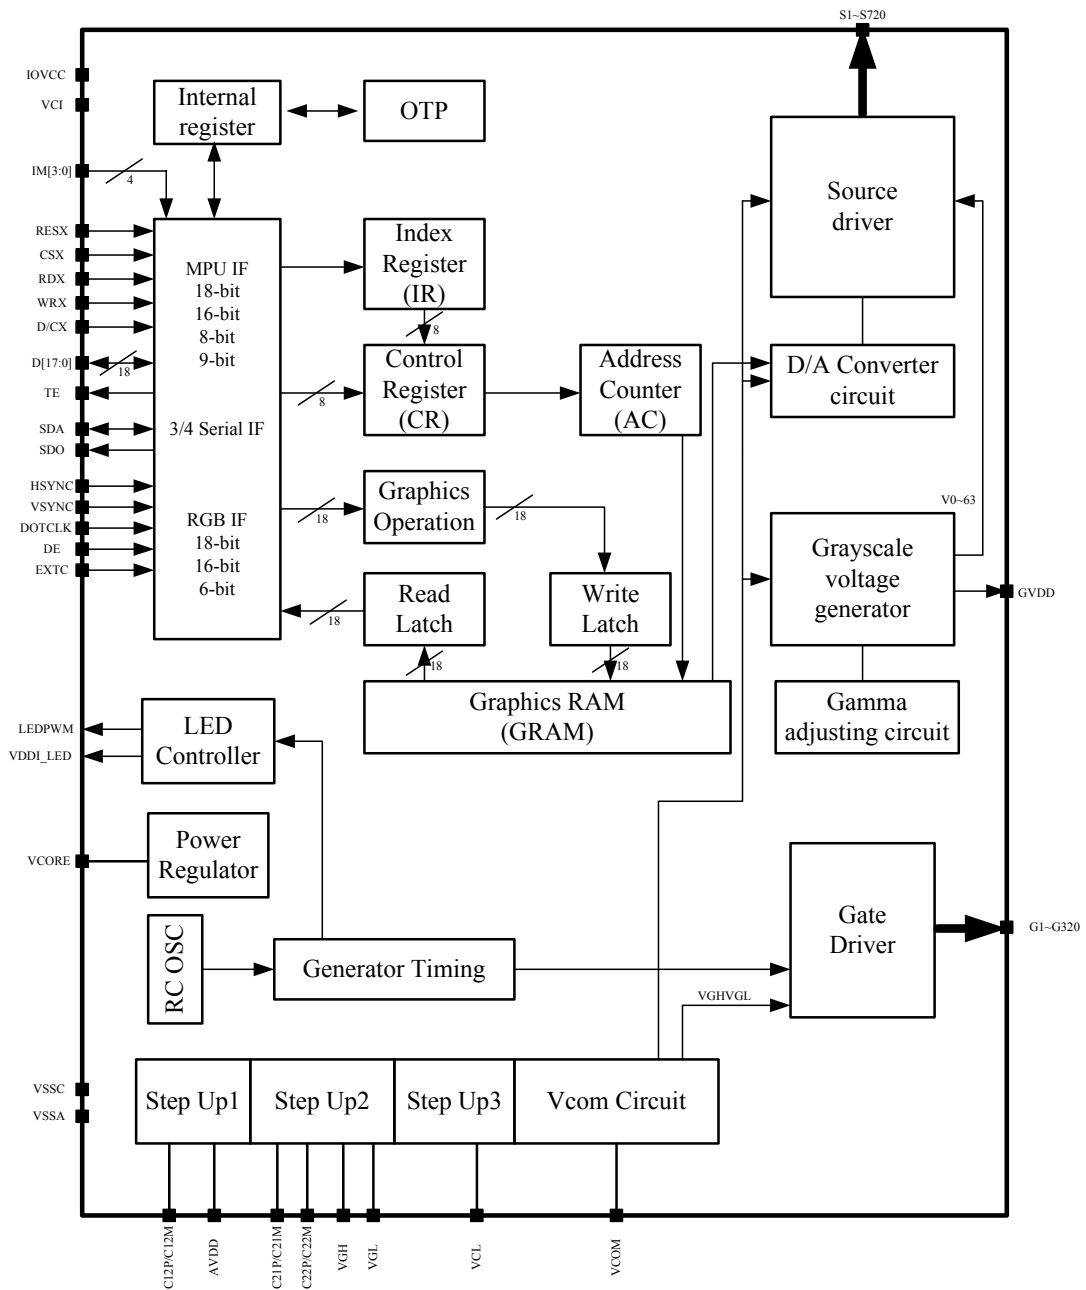 S1~S720
IOVCC
VCI
IM[3:0]
4
RESX
CSX
RDX
WRX
D/CX
D[17:0]
18
TE
SDA
SDO
HSYNC
VSYNC
DOTCLK
DE
EXTC
Internal
register
OTP
MPU IF
18-bit
16-bit
8-bit
9-bit
3/4 Serial IF
RGB IF
18-bit
16-bit
6-bit
Index
Register
(IR)
8
8
Control
Register
(CR)
Address
Counter
(AC)
18
Graphics
Operation
18
18
Read
Latch
Write
Latch
18
18
Graphics RAM
(GRAM)
Source
driver
D/A Converter
circuit
V0~63
Grayscale
voltage
generator
GVDD
Gamma
adjusting circuit
LEDPWM
VDDI_LED
LED
Controller
VCORE
Power
Regulator
RC OSC
Generator Timing
Gate
Driver
G1~G320
VGHVGL
VSSC
VSSA
Step Up1
Step Up2
Step Up3
Vcom Circuit
C12P/C12M
AVDD
C21P/C21M
C22P/C22M
VGH
VGL
VCL
VCOM